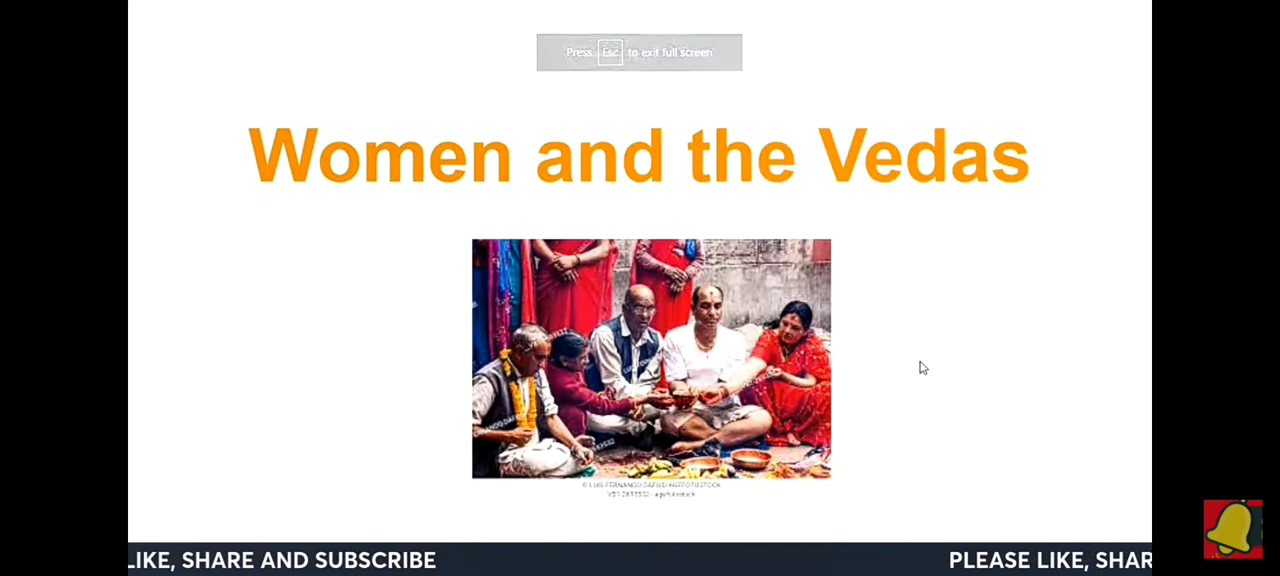 Press Esc to exit full screen
Women and the Vedas
LIKE, SHARE AND SUBSCRIBE
PLEASE LIKE, SHAR